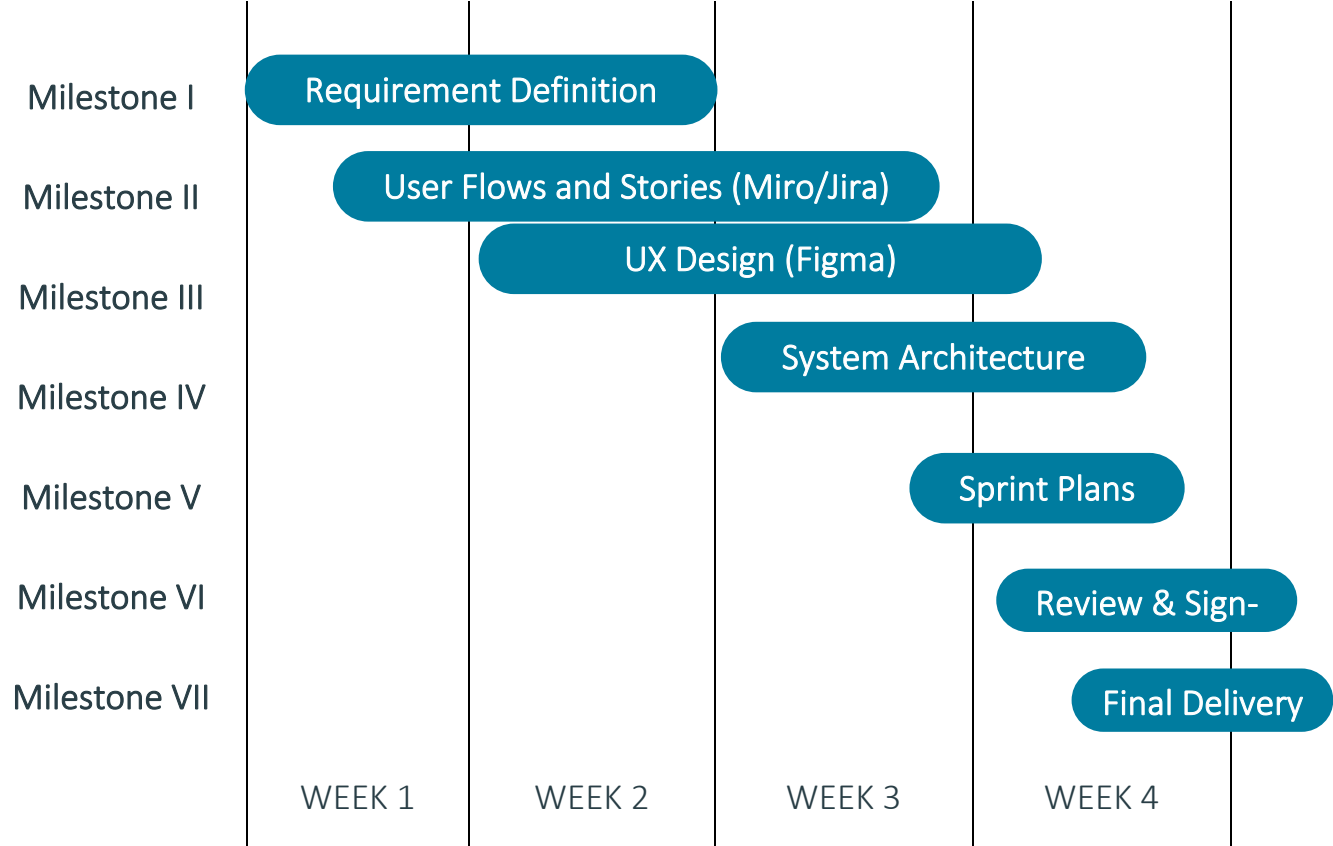 Milestone I
Requirement Definition
Milestone II
User Flows and Stories (Miro/Jira)
UX Design (Figma)
Milestone III
System Architecture
Milestone IV
Milestone V
Sprint Plans
Milestone VI
Review & Sign-
Milestone VII
Final Delivery
WEEK 1
WEEK 2
WEEK 3
WEEK 4